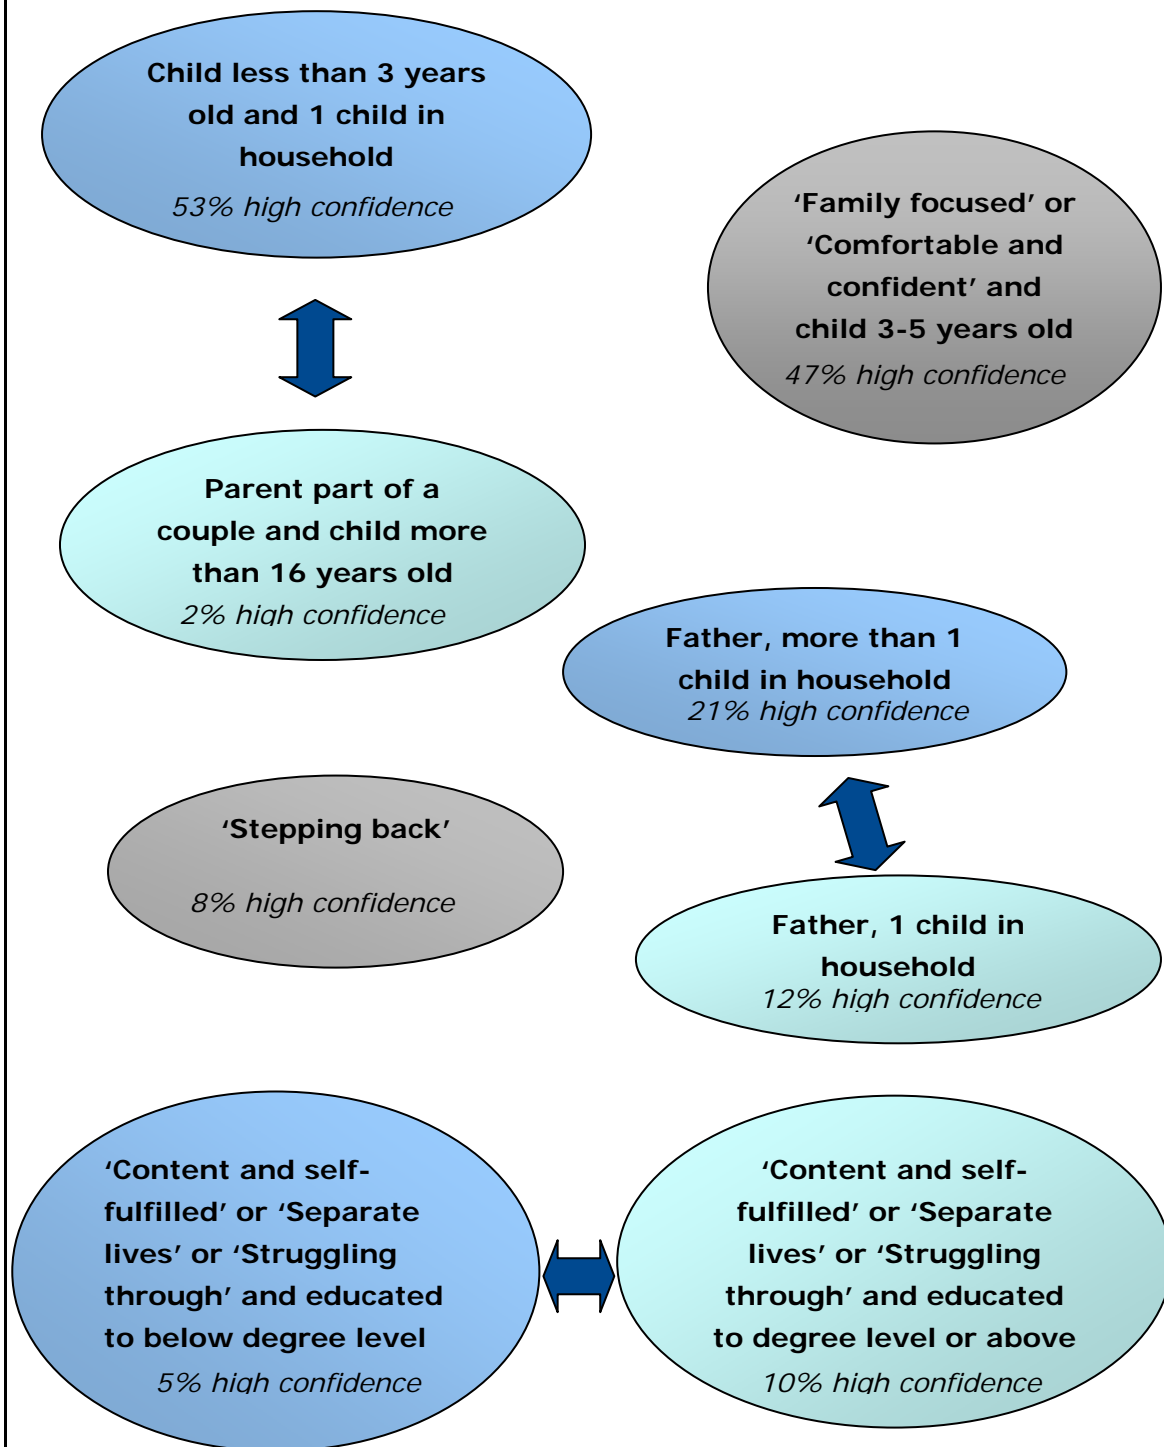 Child less than 3 years
old and 1 child in
household
53% high confidence
‘Family focused’ or
‘Comfortable and
confident’ and
child 3-5 years old
47% high confidence
Parent part of a
couple and child more
than 16 years old
2% high confidence
Father, more than 1
child in household
21% high confidence
‘Stepping back’
8% high confidence
Father, 1 child in
household
12% high confidence
‘Content and self-
fulfilled’ or ‘Separate
lives’ or ‘Struggling
through’ and educated
to below degree level
5% high confidence
‘Content and self-
fulfilled’ or ‘Separate
lives’ or ‘Struggling
through’ and educated
to degree level or above
10% high confidence